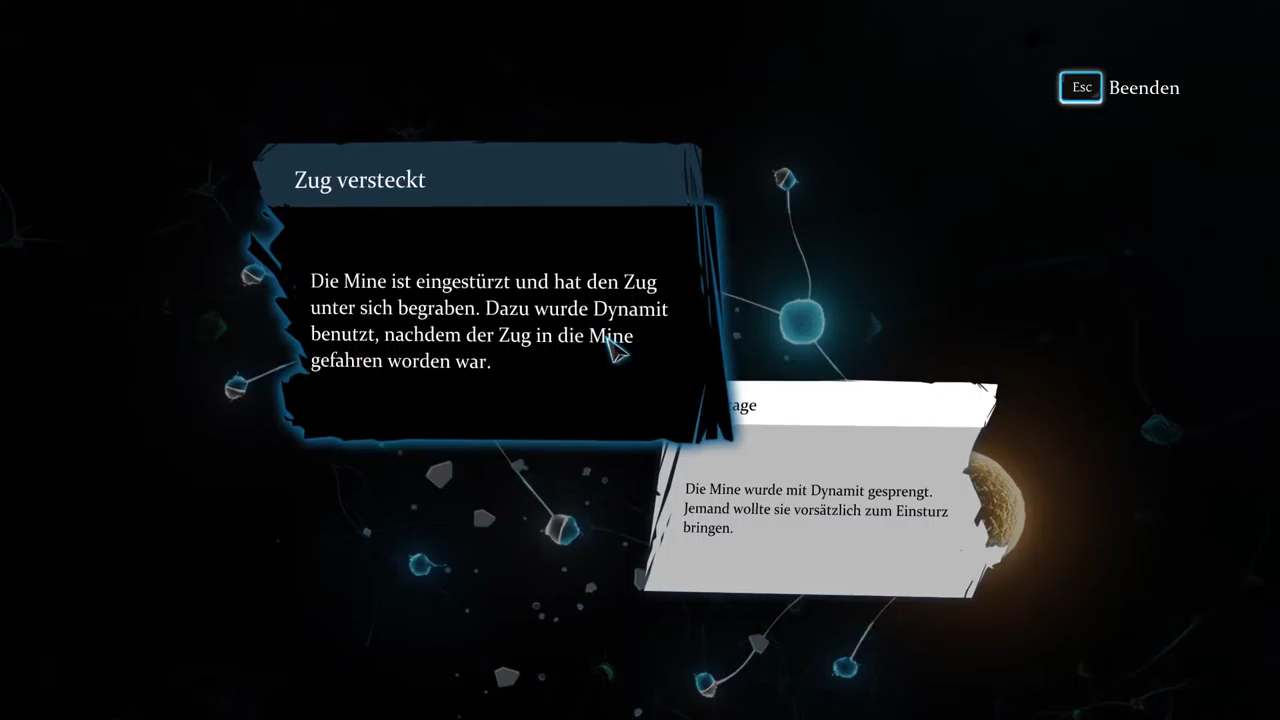 Esc Beenden
Zug versteckt
Die Mine ist eingestürzt und hat den Zug
unter sich begraben. Dazu wurde Dynamit
benutzt, nachdem der Zug in die Mine
gefahren worden war.
Die Mine wurde mit Dynamit gesprengt.
Jemand wollte sie vorsätzlich zum Einsturz
bringen.